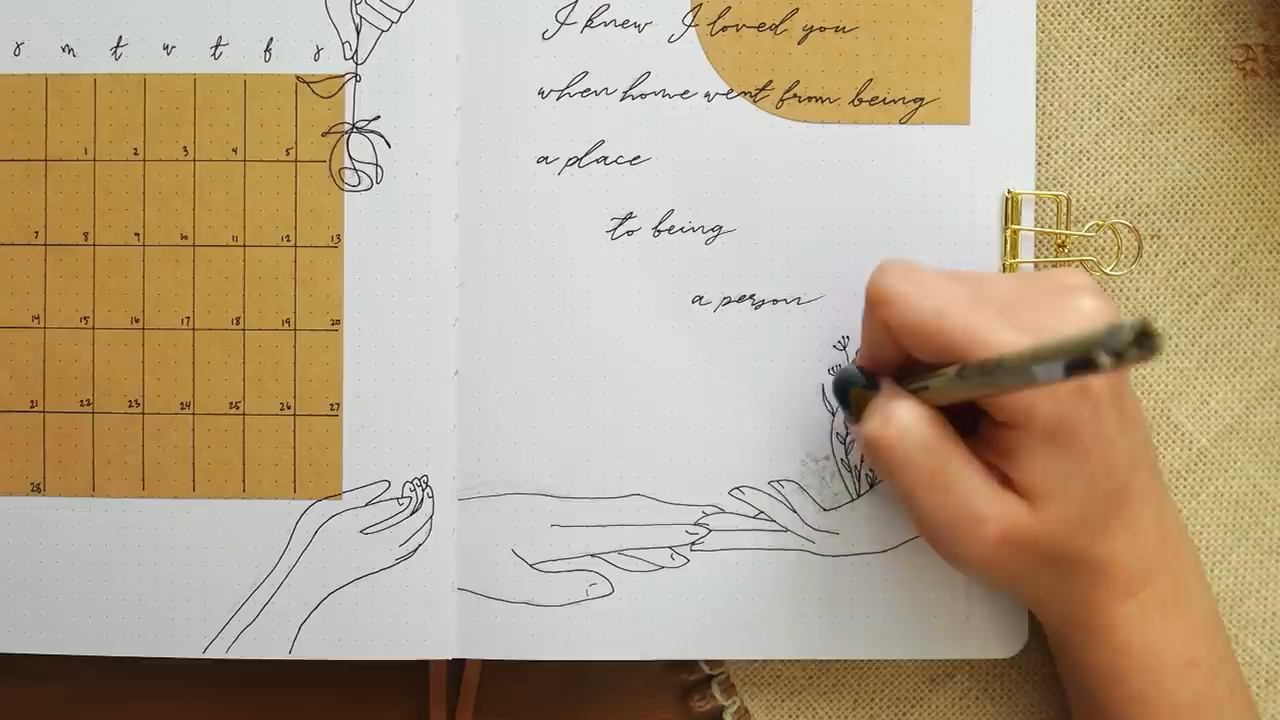 s m t w t f s
1 2 3 4 5
7 8 9 10 11 12 13
14 15 16 17 18 19 20
21 22 23 24 25 26 27
28
I knew I loved you
when home went from being
a place
to being
a person